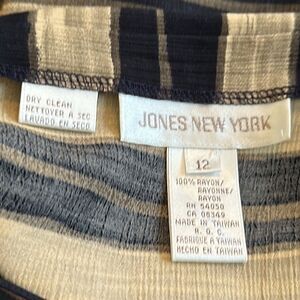 DRY CLEAN
NETTOYER À SEC
LAVADO EN SECO
JONES NEW YORK
12
100% RAYON/
RAYONNE/
RAYON
RN 54050
CA 08349
MADE IN TAIWAN
R. O. C.
FABRIQUÉ À TAIWAN
HECHO EN TAIWAN